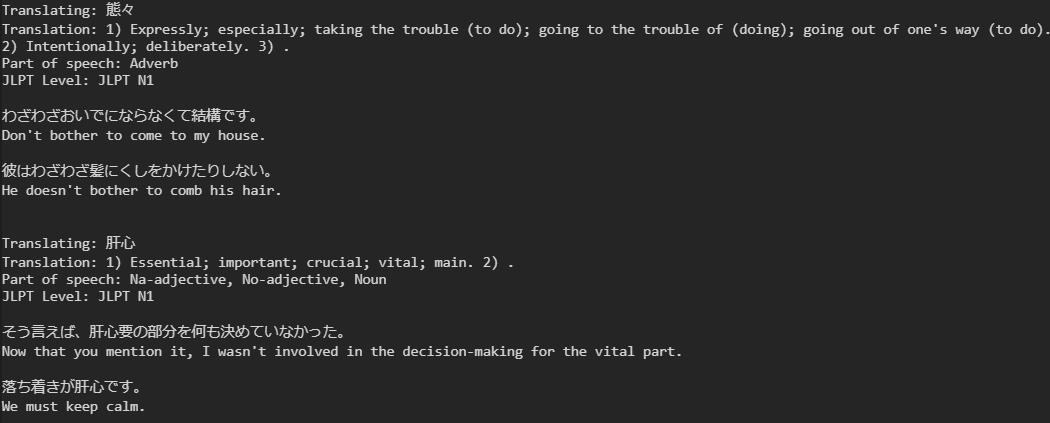 Translating: 態々
Translation: 1) Expressly; especially; taking the trouble (to do); going to the trouble of (doing); going out of one's way (to do).
2) Intentionally; deliberately. 3) .
Part of speech: Adverb
JLPT Level: JLPT N1
わざわざおいでにならなくて結構です。
Don't bother to come to my house.
彼はわざわざ髪にくしをかけたりしない。
He doesn't bother to comb his hair.
Translating: 肝心
Translation: 1) Essential; important; crucial; vital; main. 2) .
Part of speech: Na-adjective, No-adjective, Noun
JLPT Level: JLPT N1
そう言えば、肝心要の部分を何も決めていなかった。
Now that you mention it, I wasn't involved in the decision-making for the vital part.
落ち着きが肝心です。
We must keep calm.